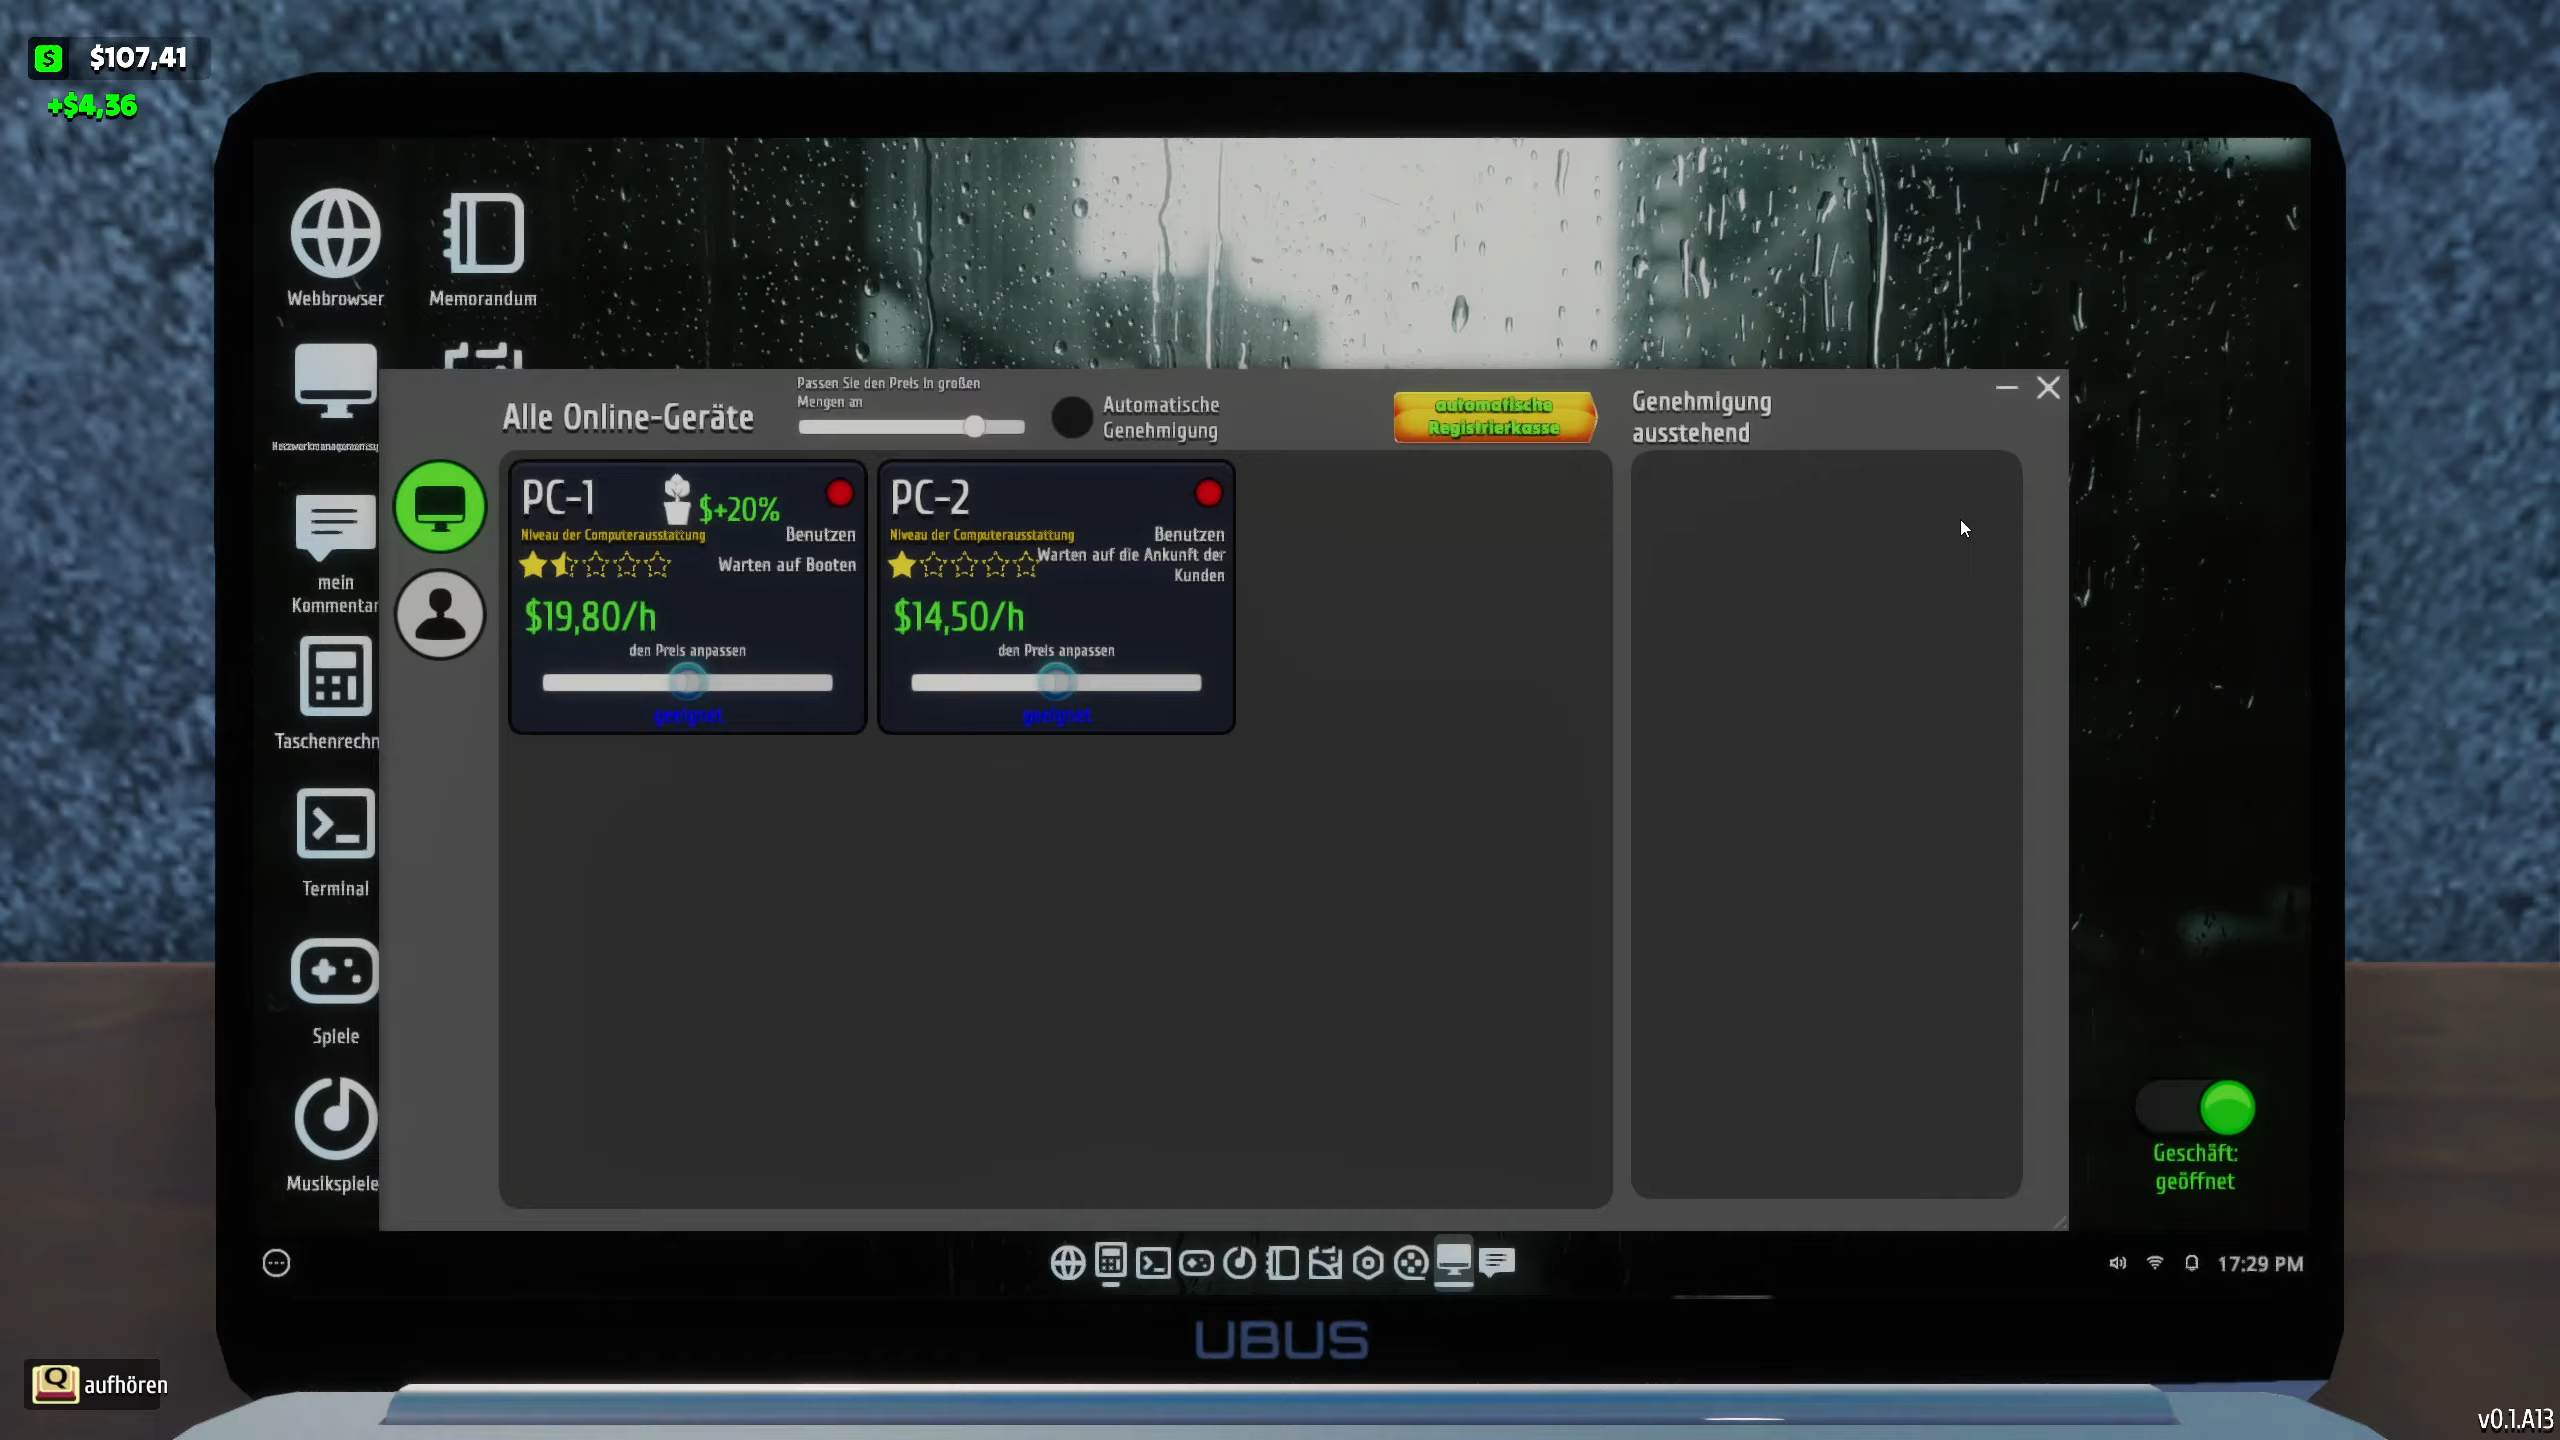 $107,41
+$4,36
Webbrowser
Memorandum
mein
Kommentar
Taschenrechn
Terminal
Spiele
Musikspiele
Alle Online-Geräte
Passen Sie den Preis in großen
Mengen an
Automatische
Genehmigung
automatische
Registrierkasse
Genehmigung
ausstehend
PC-1
$+20%
Niveau der Computerausstattung
Benutzen
Warten auf Booten
$19,80/h
den Preis anpassen
geeignet
PC-2
Niveau der Computerausstattung
Benutzen
Warten auf die Ankunft der
Kunden
$14,50/h
den Preis anpassen
geeignet
Geschäft:
geöffnet
17:29 PM
UBUS
Q aufhören
v0.1.A13